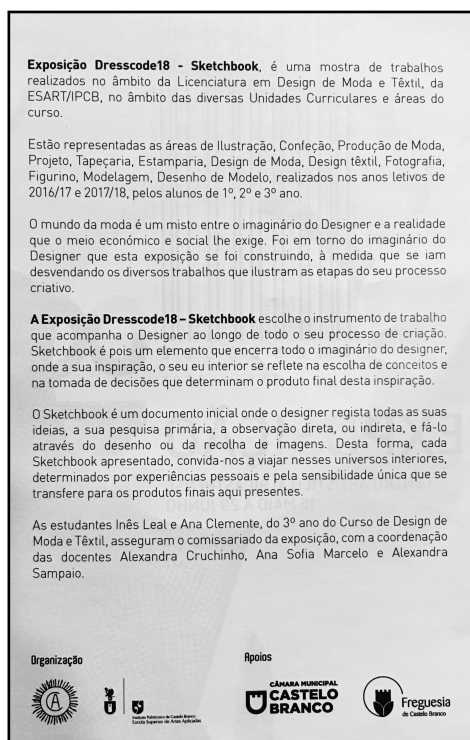 Exposição Dresscode18 - Sketchbook, é uma mostra de trabalhos
realizados no âmbito da Licenciatura em Design de Moda e Têxtil, da
ESART/IPCB, no âmbito das diversas Unidades Curriculares e áreas do
curso.
Estão representadas as áreas de Ilustração, Confeção, Produção de Moda,
Projeto, Tapeçaria, Estamparia, Design de Moda, Design têxtil, Fotografia,
Figurino, Modelagem, Desenho de Modelo, realizados nos anos letivos de
2016/17 e 2017/18, pelos alunos de 1º, 2º e 3º ano.
O mundo da moda é um misto entre o imaginário do Designer e a realidade
que o meio económico e social lhe exige. Foi em torno do imaginário do
Designer que esta exposição se foi construindo, à medida que se iam
desvendando os diversos trabalhos que ilustram as etapas do seu processo
criativo.
A Exposição Dresscode18 – Sketchbook escolhe o instrumento de trabalho
que acompanha o Designer ao longo de todo o seu processo de criação.
Sketchbook é pois um elemento que encerra todo o imaginário do designer,
onde a sua inspiração, o seu eu interior se reflete na escolha de conceitos e
na tomada de decisões que determinam o produto final desta inspiração.
O Sketchbook é um documento inicial onde o designer regista todas as suas
ideias, a sua pesquisa primária, a observação direta, ou indireta, e fá-lo
através do desenho ou da recolha de imagens. Desta forma, cada
Sketchbook apresentado, convida-nos a viajar nesses universos interiores,
determinados por experiências pessoais e pela sensibilidade única que se
transfere para os produtos finais aqui presentes.
As estudantes Inês Leal e Ana Clemente, do 3º ano do Curso de Design de
Moda e Têxtil, asseguram o comissariado da exposição, com a coordenação
das docentes Alexandra Cruchinho, Ana Sofia Marcelo e Alexandra
Sampaio.
Organização
Apoios
Instituto Politécnico de Castelo Branco
Escola Superior de Artes Aplicadas
CÂMARA MUNICIPAL
CASTELO
BRANCO
Freguesia
de Castelo Branco